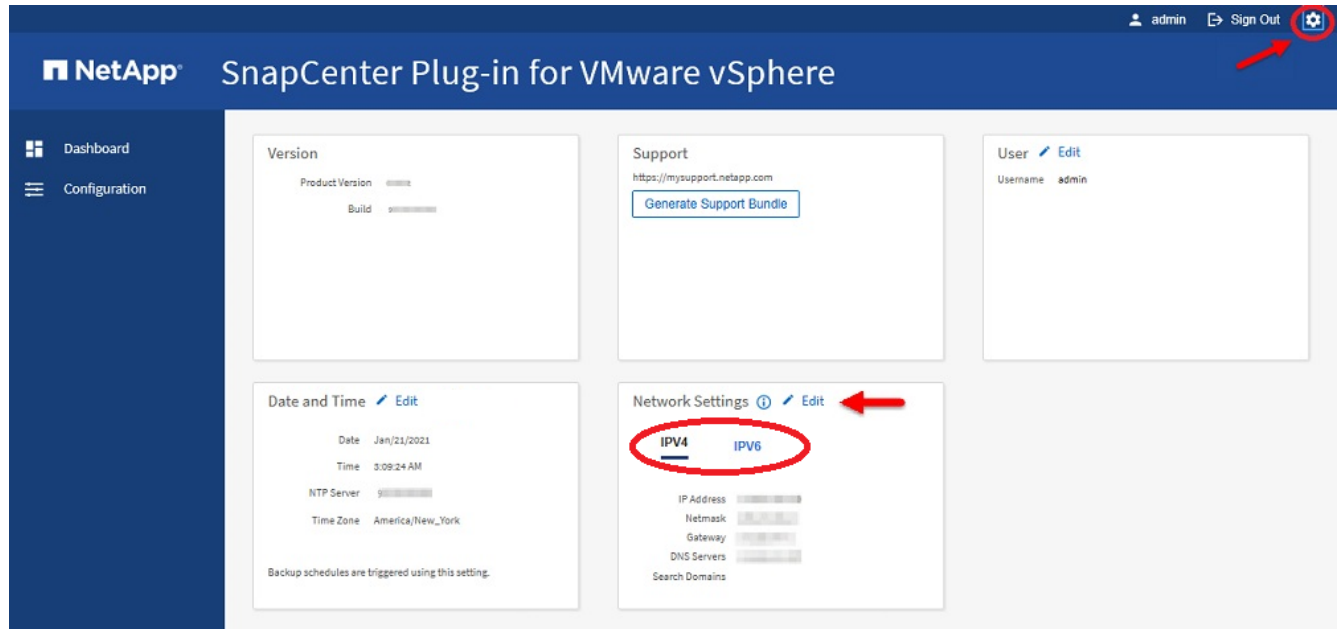 admin Sign Out
NetApp SnapCenter Plug-in for VMware vSphere
Dashboard
Configuration
Version
Product Version
Build
Support
https://mysupport.netapp.com
Generate Support Bundle
User Edit
Username admin
Date and Time Edit
Date Jan/21/2021
Time 3:09:24 AM
NTP Server
Time Zone America/New_York
Backup schedules are triggered using this setting.
Network Settings Edit
IPV4 IPV6
IP Address
Netmask
Gateway
DNS Servers
Search Domains